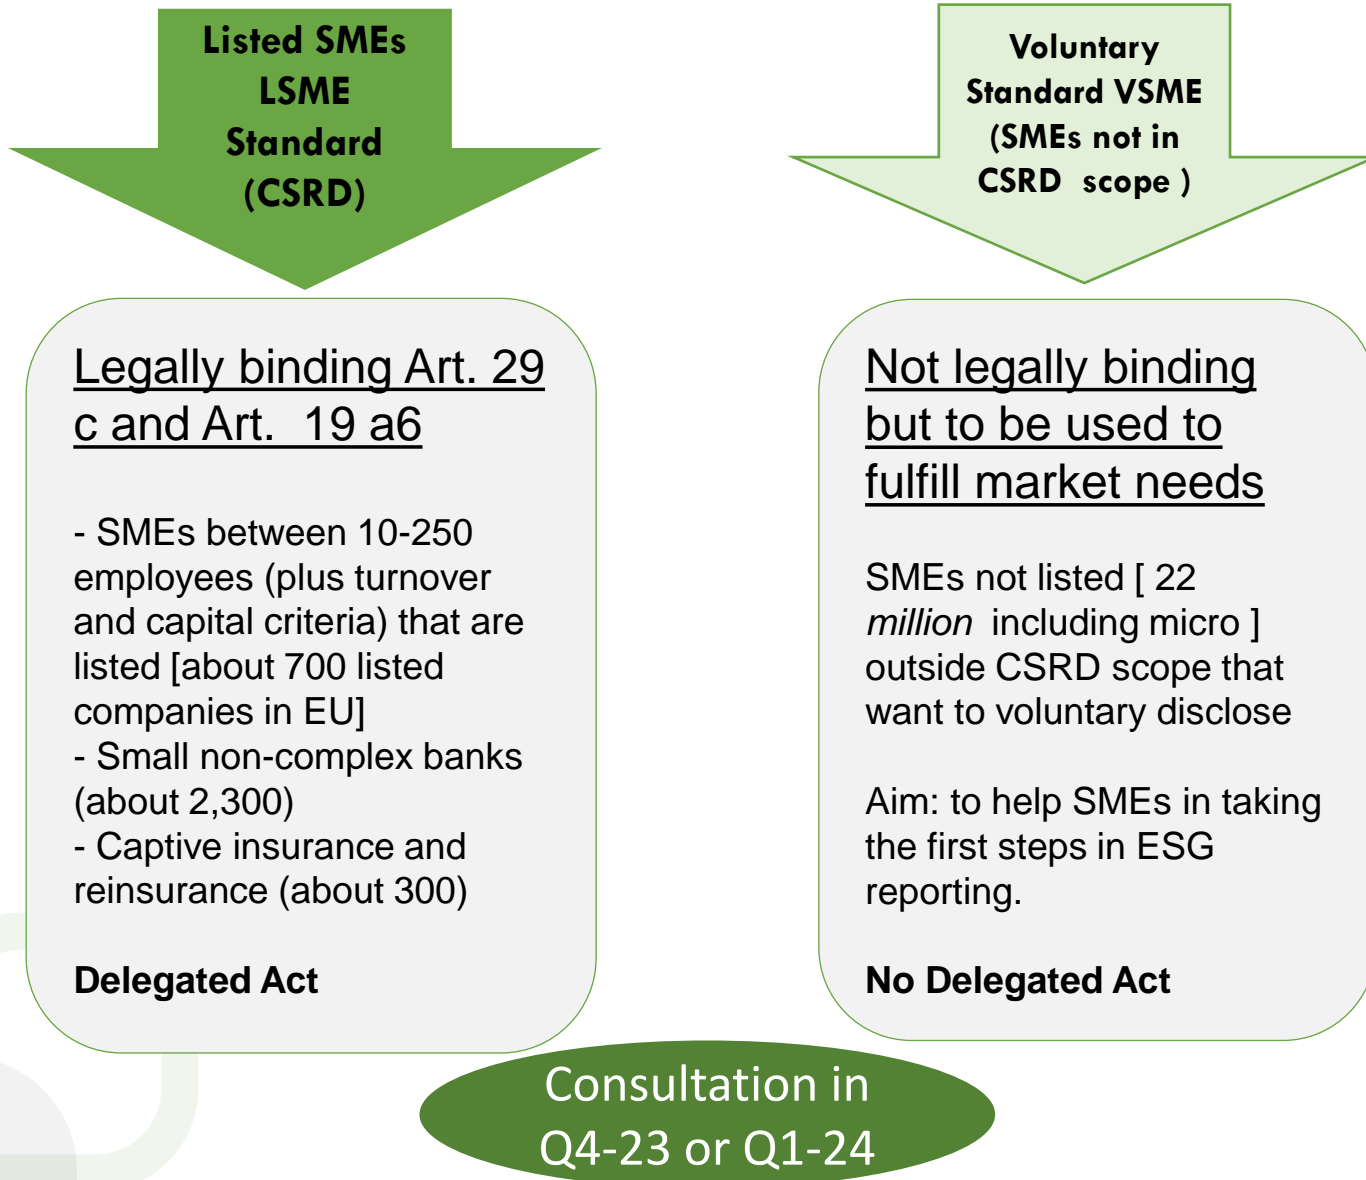 Listed SMEs
LSME
Standard
(CSRD)
Legally binding Art. 29
c and Art. 19 a6
- SMEs between 10-250
employees (plus turnover
and capital criteria) that are
listed [about 700 listed
companies in EU]
- Small non-complex banks
(about 2,300)
- Captive insurance and
reinsurance (about 300)
Delegated Act
Voluntary
Standard VSME
(SMEs not in
CSRD scope )
Not legally binding
but to be used to
fulfill market needs
SMEs not listed [ 22
million including micro ]
outside CSRD scope that
want to voluntary disclose
Aim: to help SMEs in taking
the first steps in ESG
reporting.
No Delegated Act
Consultation in
Q4-23 or Q1-24